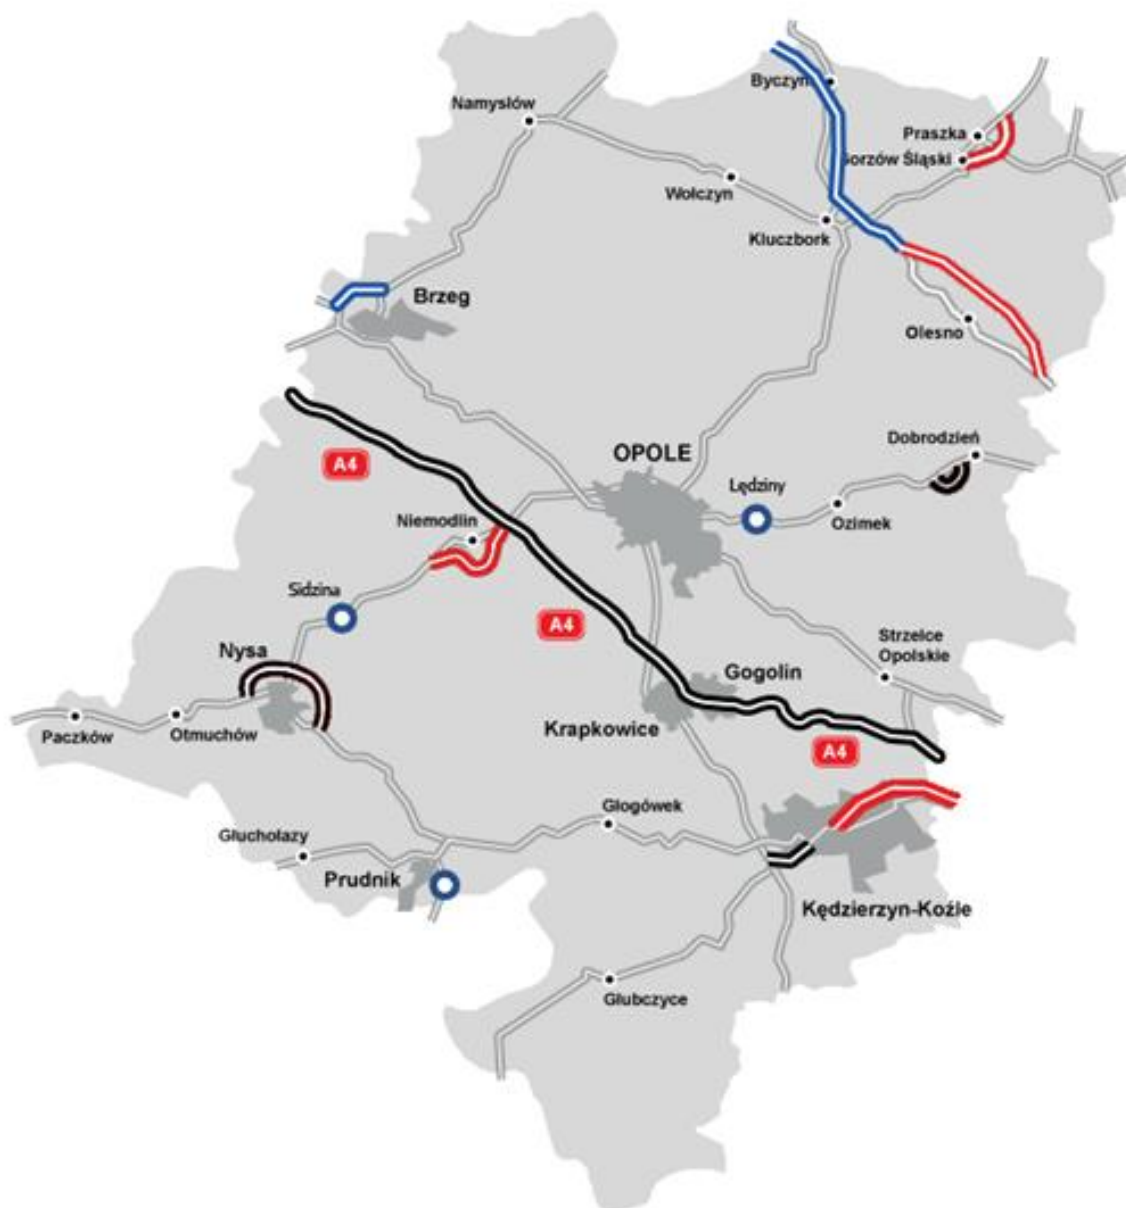 Byczyn
Namysłów
Praszka
Gorzów Śląski
Wołczyn
Kluczbork
Brzeg
Olesno
Dobrodzień
OPOLE
A4
Lędziny
Niemodlin
Ozimek
Sidzina
A4
Strzelce
Opolskie
Nysa
Gogolin
Krapkowice
Paczków
Otmuchów
A4
Głogówek
Głuchołazy
Prudnik
Kędzierzyn-Koźle
Głubczyce